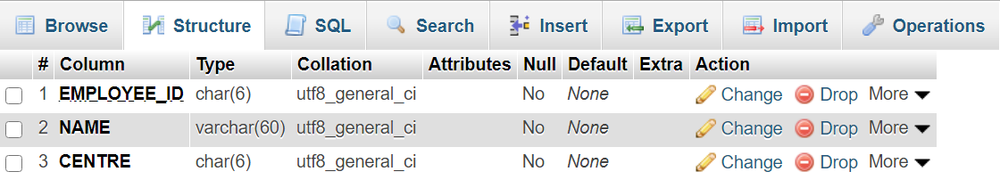 Browse Structure SQL Search Insert Export Import Operations
# Column Type Collation Attributes Null Default Extra Action
1 EMPLOYEE_ID char(6) utf8_general_ci No None Change Drop More
2 NAME varchar(60) utf8_general_ci No None Change Drop More
3 CENTRE char(6) utf8_general_ci No None Change Drop More